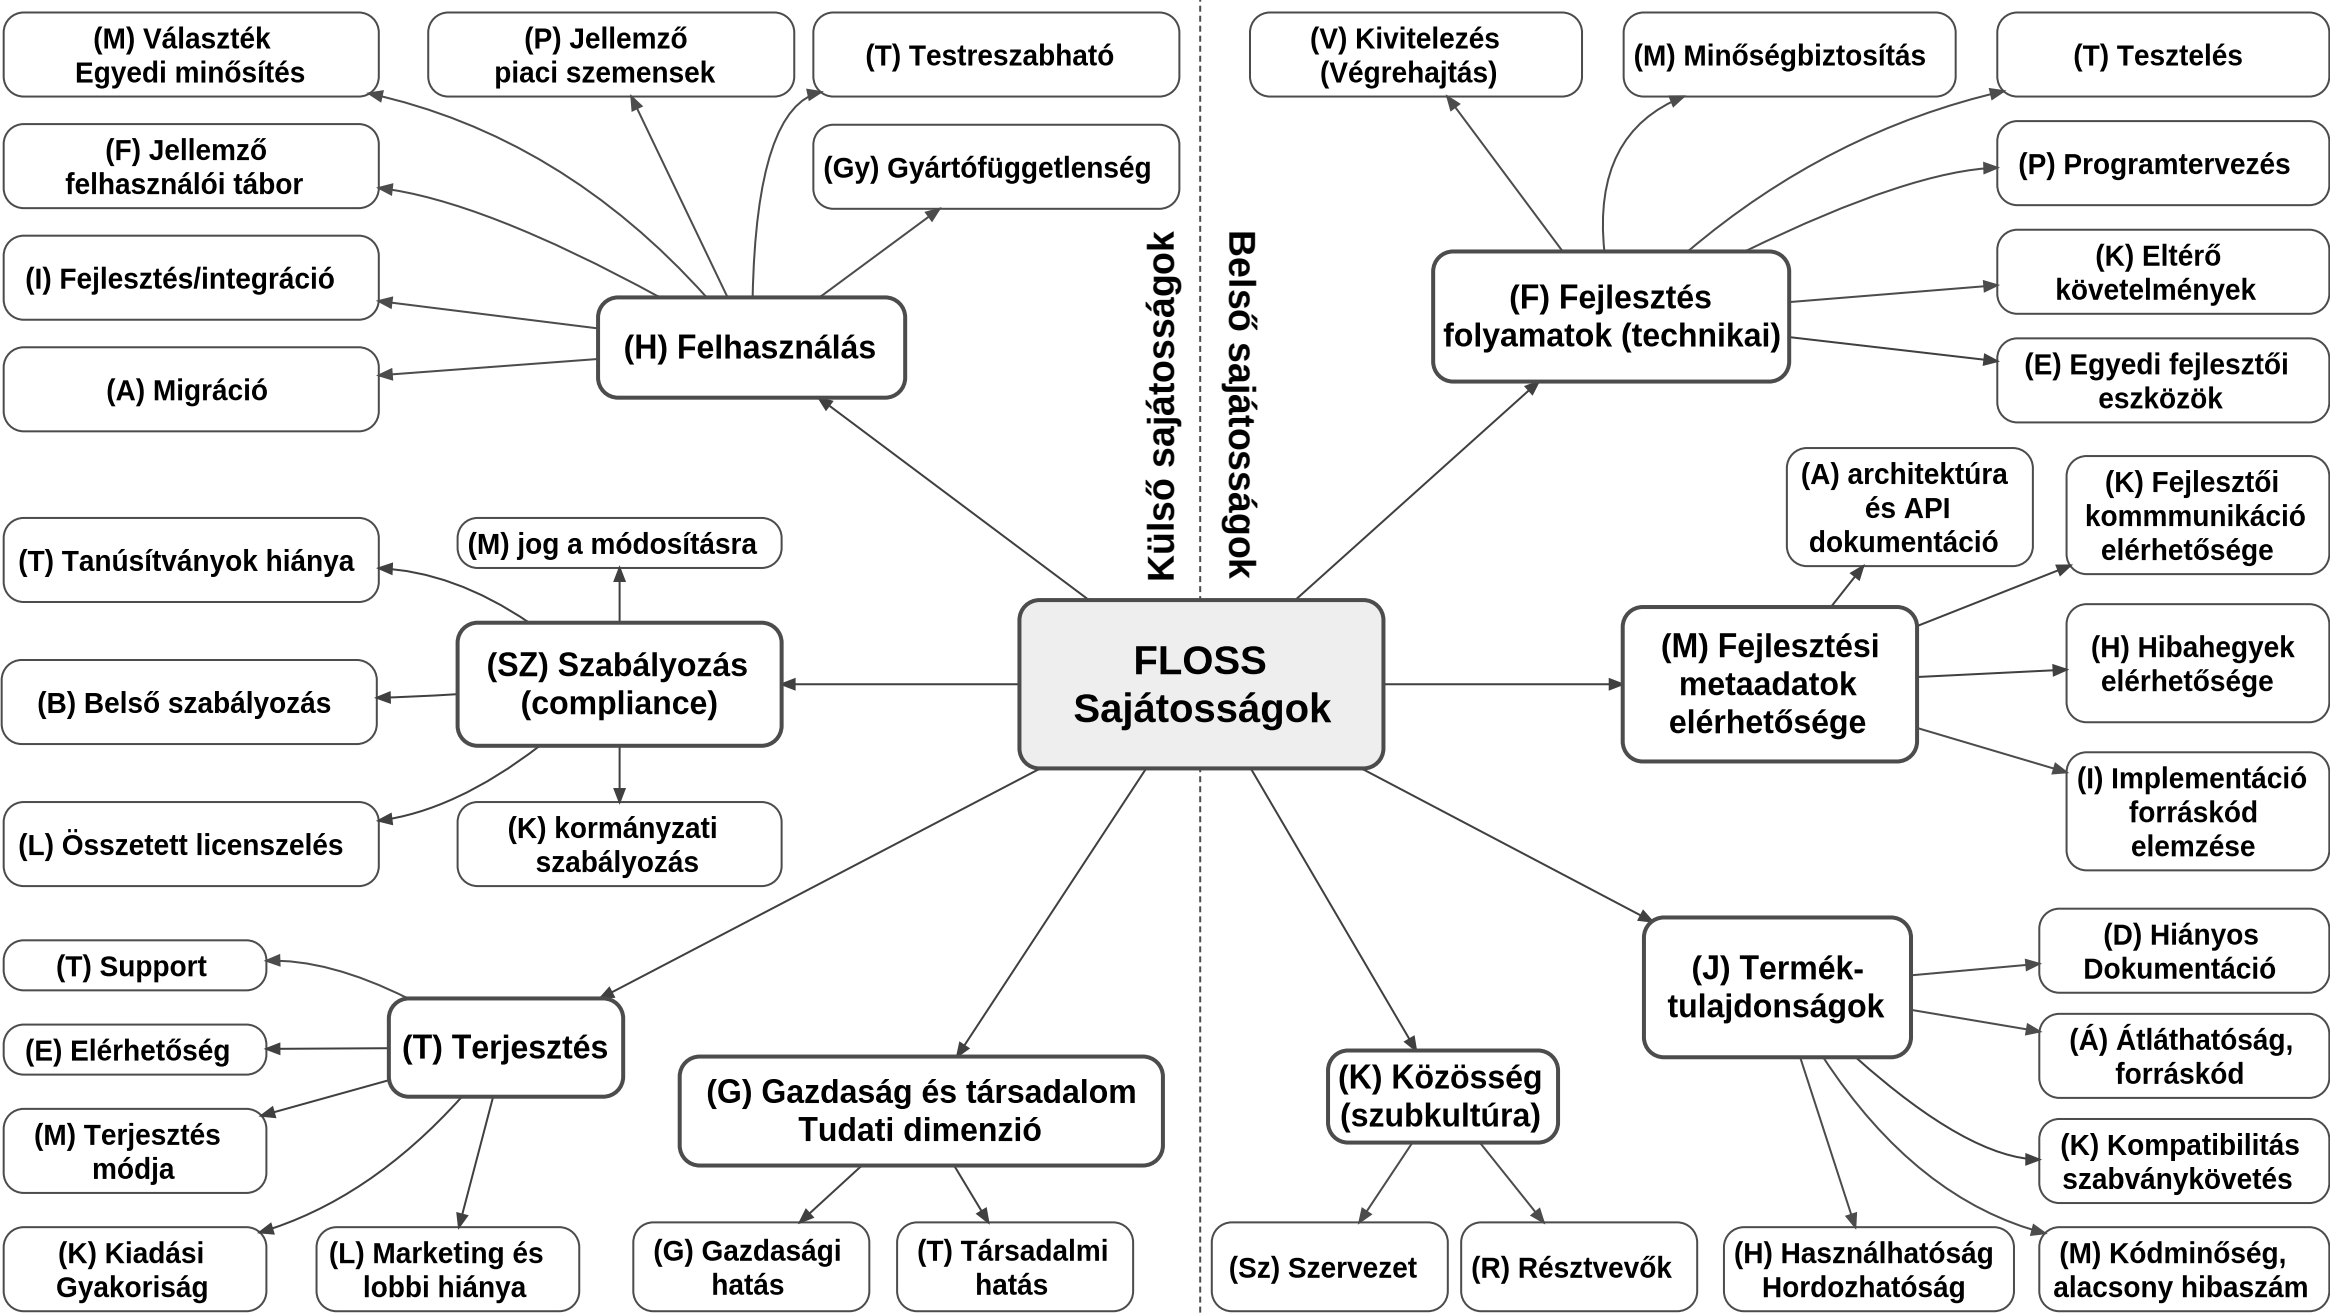 (M) Választék
Egyedi minősítés
(P) Jellemző
piaci szemensek
(T) Testreszabható
(F) Jellemző
felhasználói tábor
(Gy) Gyártófüggetlenség
(I) Fejlesztés/integráció
(A) Migráció
(H) Felhasználás
Külső sajátosságok
Belső sajátosságok
(V) Kivitelezés
(Végrehajtás)
(M) Minőségbiztosítás
(T) Tesztelés
(P) Programtervezés
(K) Eltérő
követelmények
(E) Egyedi fejlesztői
eszközök
(F) Fejlesztés
folyamatok (technikai)
(T) Tanúsítványok hiánya
(M) jog a módosításra
(SZ) Szabályozás
(compliance)
(B) Belső szabályozás
(L) Összetett licenszelés
(K) kormányzati
szabályozás
FLOSS
Sajátosságok
(A) architektúra
és API
dokumentáció
(K) Fejlesztői
kommmunikáció
elérhetősége
(M) Fejlesztési
metaadatok
elérhetősége
(H) Hibahegyek
elérhetősége
(I) Implementáció
forráskód
elemzése
(T) Support
(E) Elérhetőség
(T) Terjesztés
(M) Terjesztés
módja
(K) Kiadási
Gyakoriság
(L) Marketing és
lobbi hiánya
(G) Gazdaság és társadalom
Tudati dimenzió
(G) Gazdasági
hatás
(T) Társadalmi
hatás
(K) Közösség
(szubkultúra)
(Sz) Szervezet
(R) Résztvevők
(J) Termék-
tulajdonságok
(D) Hiányos
Dokumentáció
(Á) Átláthatóság,
forráskód
(K) Kompatibilitás
szabványkövetés
(H) Használhatóság
Hordozhatóság
(M) Kódminőség,
alacsony hibaszám